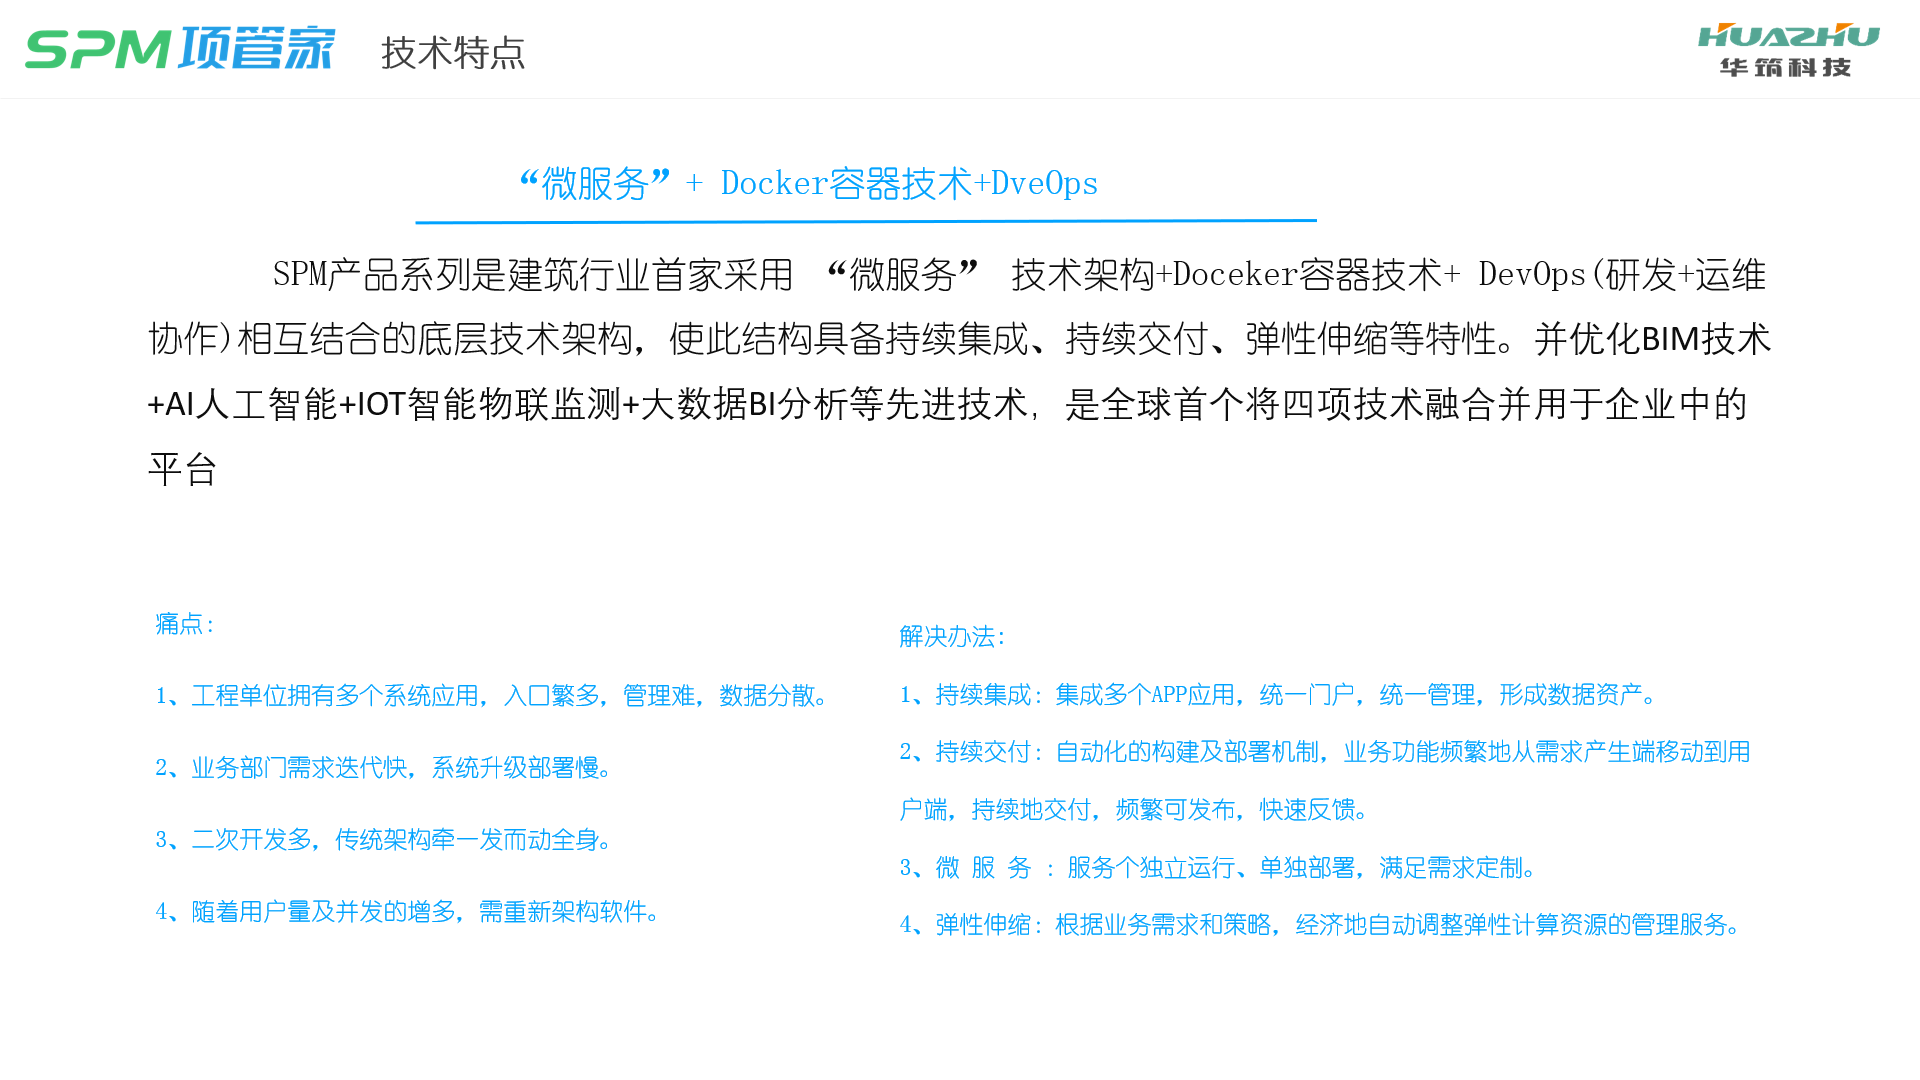 SPM项管家
技术特点
HUAZHU
华筑科技
“微服务”+ Docker容器技术+DveOps
SPM产品系列是建筑行业首家采用 “微服务” 技术架构+Doceker容器技术+ DevOps(研发+运维
协作)相互结合的底层技术架构，使此结构具备持续集成、持续交付、弹性伸缩等特性。并优化BIM技术
+AI人工智能+IOT智能物联监测+大数据BI分析等先进技术，是全球首个将四项技术融合并用于企业中的
平台
痛点：
1、工程单位拥有多个系统应用，入口繁多，管理难，数据分散。
2、业务部门需求迭代快，系统升级部署慢。
3、二次开发多，传统架构牵一发而动全身。
4、随着用户量及并发的增多，需重新架构软件。
解决办法：
1、持续集成：集成多个APP应用，统一门户，统一管理，形成数据资产。
2、持续交付：自动化的构建及部署机制，业务功能频繁地从需求产生端移动到用
户端，持续地交付，频繁可发布，快速反馈。
3、微 服 务 ：服务个独立运行、单独部署，满足需求定制。
4、弹性伸缩：根据业务需求和策略，经济地自动调整弹性计算资源的管理服务。